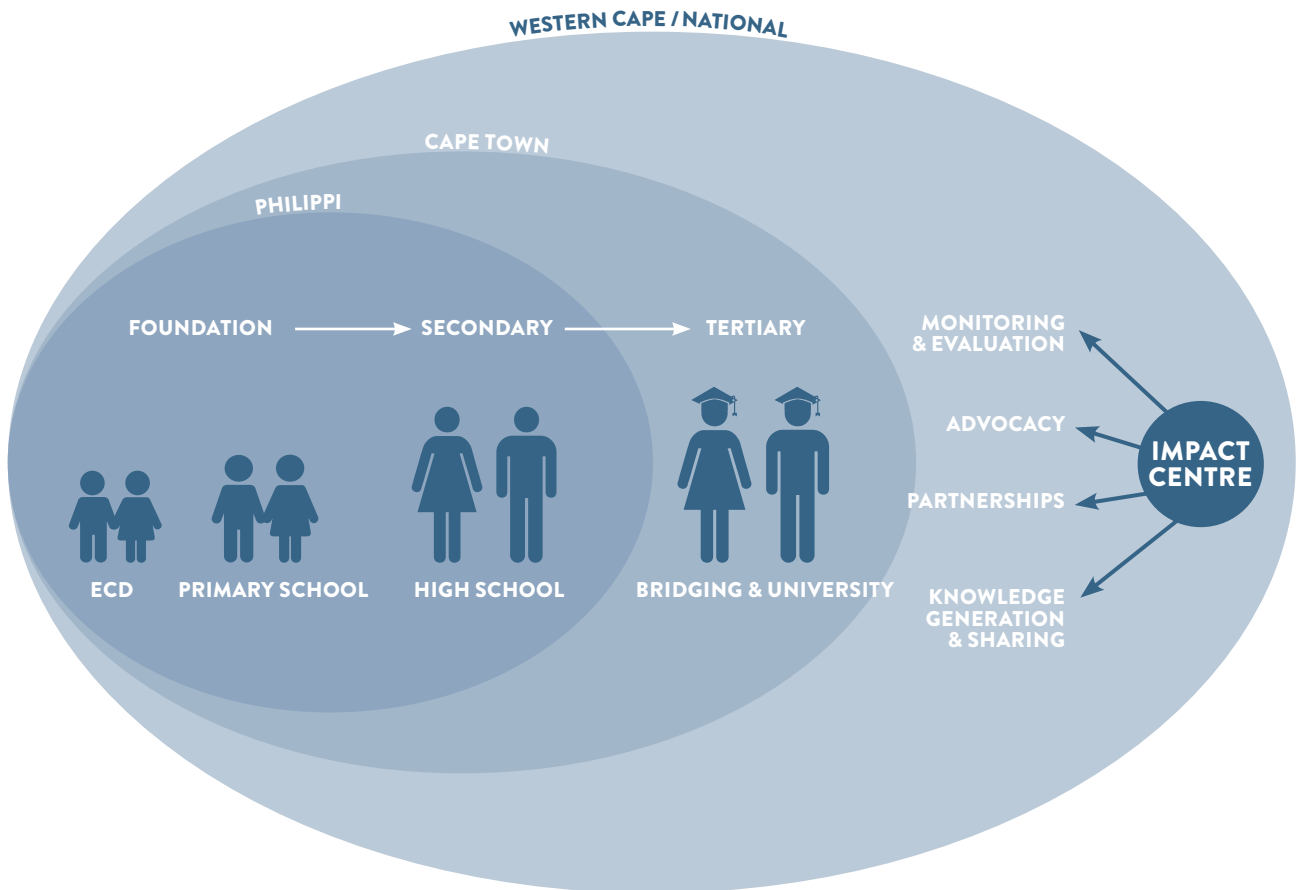 WESTERN CAPE / NATIONAL
CAPE TOWN
PHILIPPI
FOUNDATION
SECONDARY
TERTIARY
ECD
PRIMARY SCHOOL
HIGH SCHOOL
BRIDGING & UNIVERSITY
MONITORING
& EVALUATION
ADVOCACY
PARTNERSHIPS
KNOWLEDGE
GENERATION
& SHARING
IMPACT
CENTRE